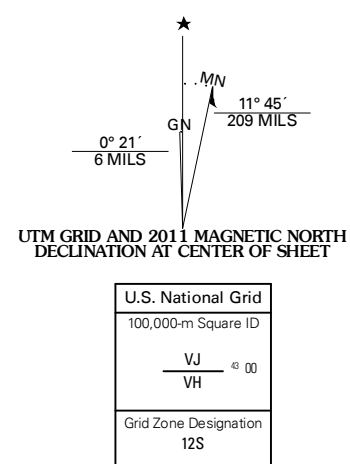 ★
MN
11° 45´
209 MILS
GN
0° 21´
6 MILS
UTM GRID AND 2011 MAGNETIC NORTH
DECLINATION AT CENTER OF SHEET
U.S. National Grid
100,000-m Square ID
VJ
43 00
VH
Grid Zone Designation
12S